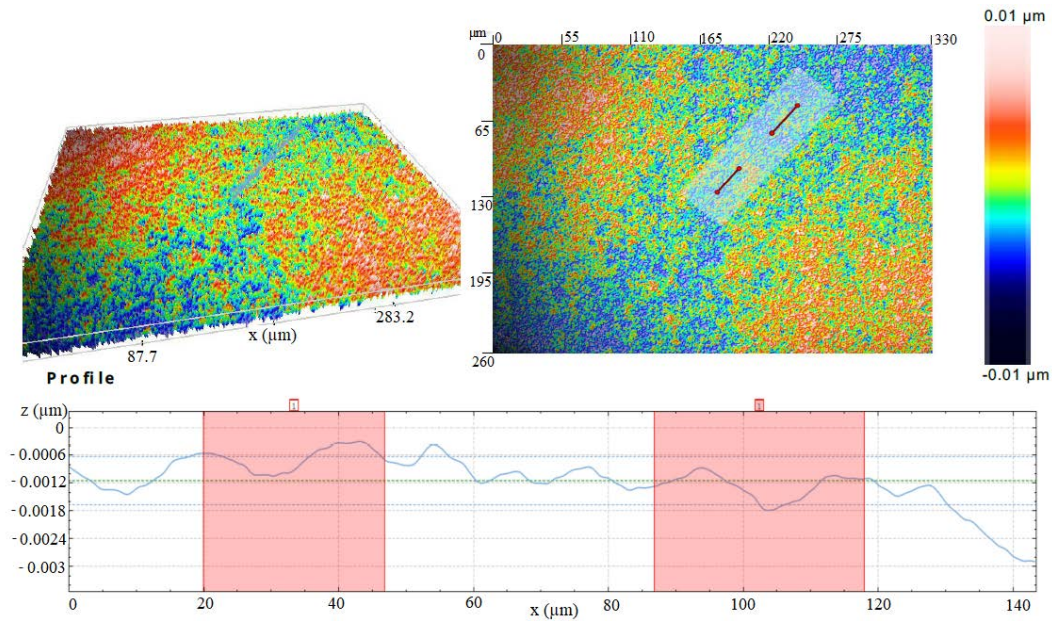 0.01 µm
µm 0 55 110 165 220 275 330
0
65
130
195
260
-0.01 µm
87.7
x (µm)
283.2
Profile
z (µm)
1 1
0
-0.0006
-0.0012
-0.0018
-0.0024
-0.003
0 20 40 60 80 100 120 140
x (µm)